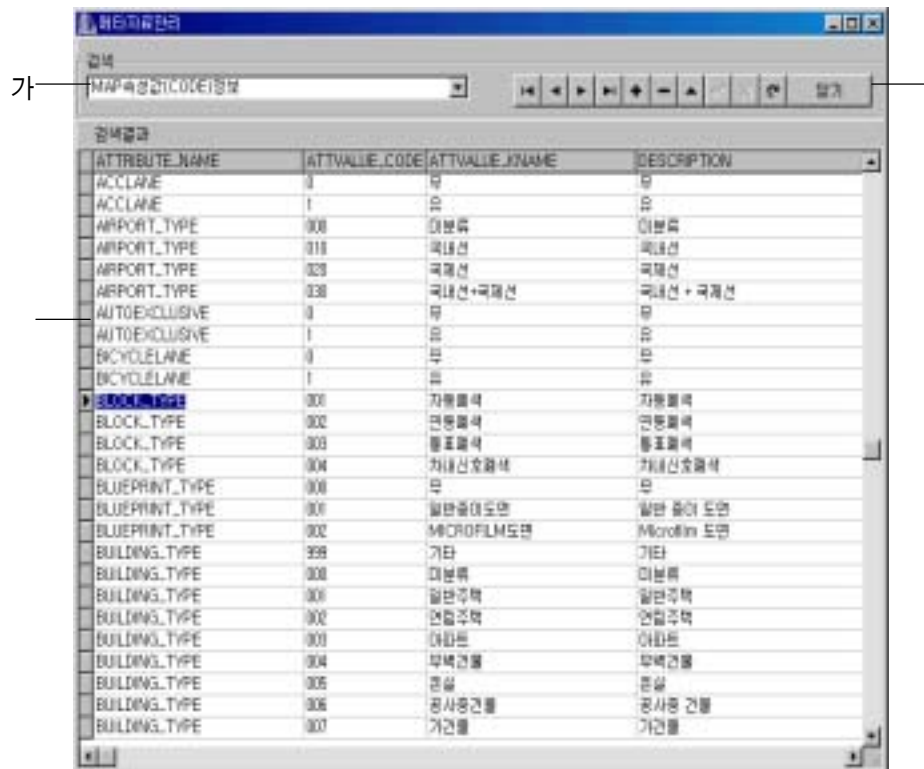 메타자료관리
검색
가
MAP속성값(CODE)정보
닫기
검색결과
ATTRIBUTE_NAME ATTVALUE_CODE ATTVALUE_KNAME DESCRIPTION
ACCLANE 0 무 무
ACCLANE 1 유 유
AIRPORT_TYPE 000 미분류 미분류
AIRPORT_TYPE 010 국내선 국내선
AIRPORT_TYPE 020 국제선 국제선
AIRPORT_TYPE 030 국내선+국제선 국내선 + 국제선
AUTOEXCLUSIVE 0 무 무
AUTOEXCLUSIVE 1 유 유
BICYCLELANE 0 무 무
BICYCLELANE 1 유 유
BLOCK_TYPE 001 자동폐색 자동폐색
BLOCK_TYPE 002 연동폐색 연동폐색
BLOCK_TYPE 003 통표폐색 통표폐색
BLOCK_TYPE 004 차내신호폐색 차내신호폐색
BLUEPRINT_TYPE 000 무 무
BLUEPRINT_TYPE 001 일반종이도면 일반 종이 도면
BLUEPRINT_TYPE 002 MICROFILM도면 Microfilm 도면
BUILDING_TYPE 999 기타 기타
BUILDING_TYPE 000 미분류 미분류
BUILDING_TYPE 001 일반주택 일반주택
BUILDING_TYPE 002 연립주택 연립주택
BUILDING_TYPE 003 아파트 아파트
BUILDING_TYPE 004 무벽건물 무벽건물
BUILDING_TYPE 005 온실 온실
BUILDING_TYPE 006 공사중건물 공사중 건물
BUILDING_TYPE 007 가건물 가건물